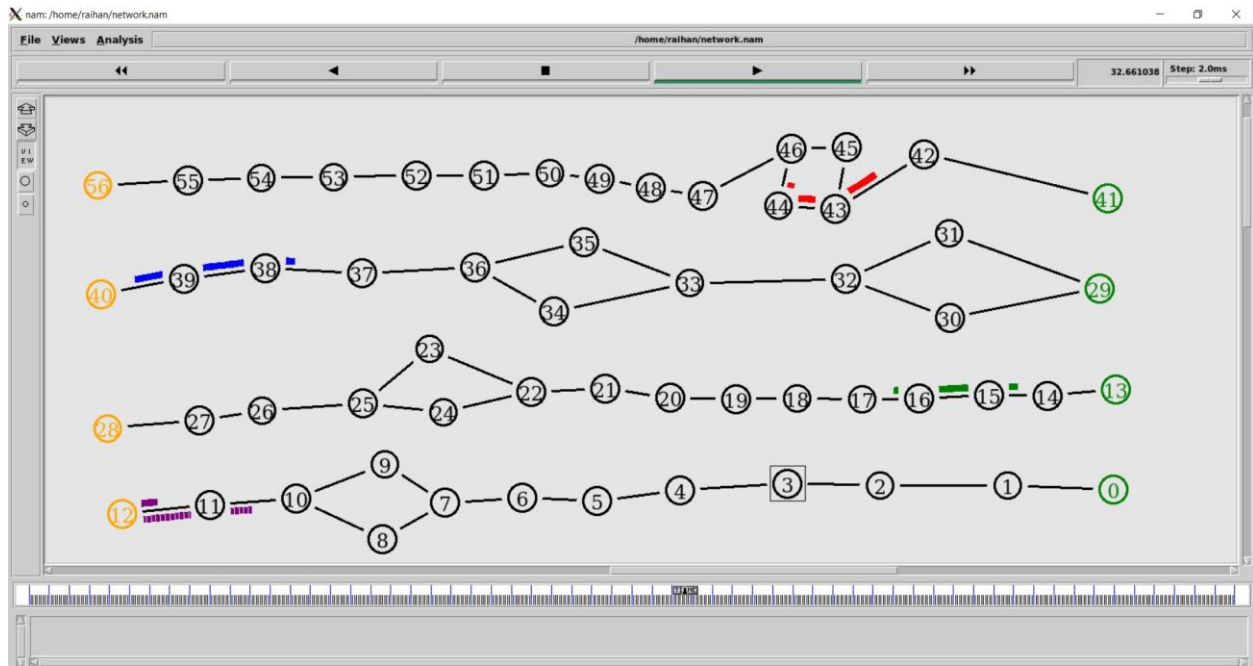 nam: /home/raihan/network.nam
File Views Analysis /home/raihan/network.nam
32.661038 Step: 2.0ms
VI
EW
46 45 42
56 55 54 53 52 51 50 49 48 47 44 43 41
35 31
40 39 38 37 36 33 32 29
34 30
23
28 27 26 25 24 22 21 20 19 18 17 16 15 14 13
9
12 11 10 7 6 5 4 3 2 1 0
8